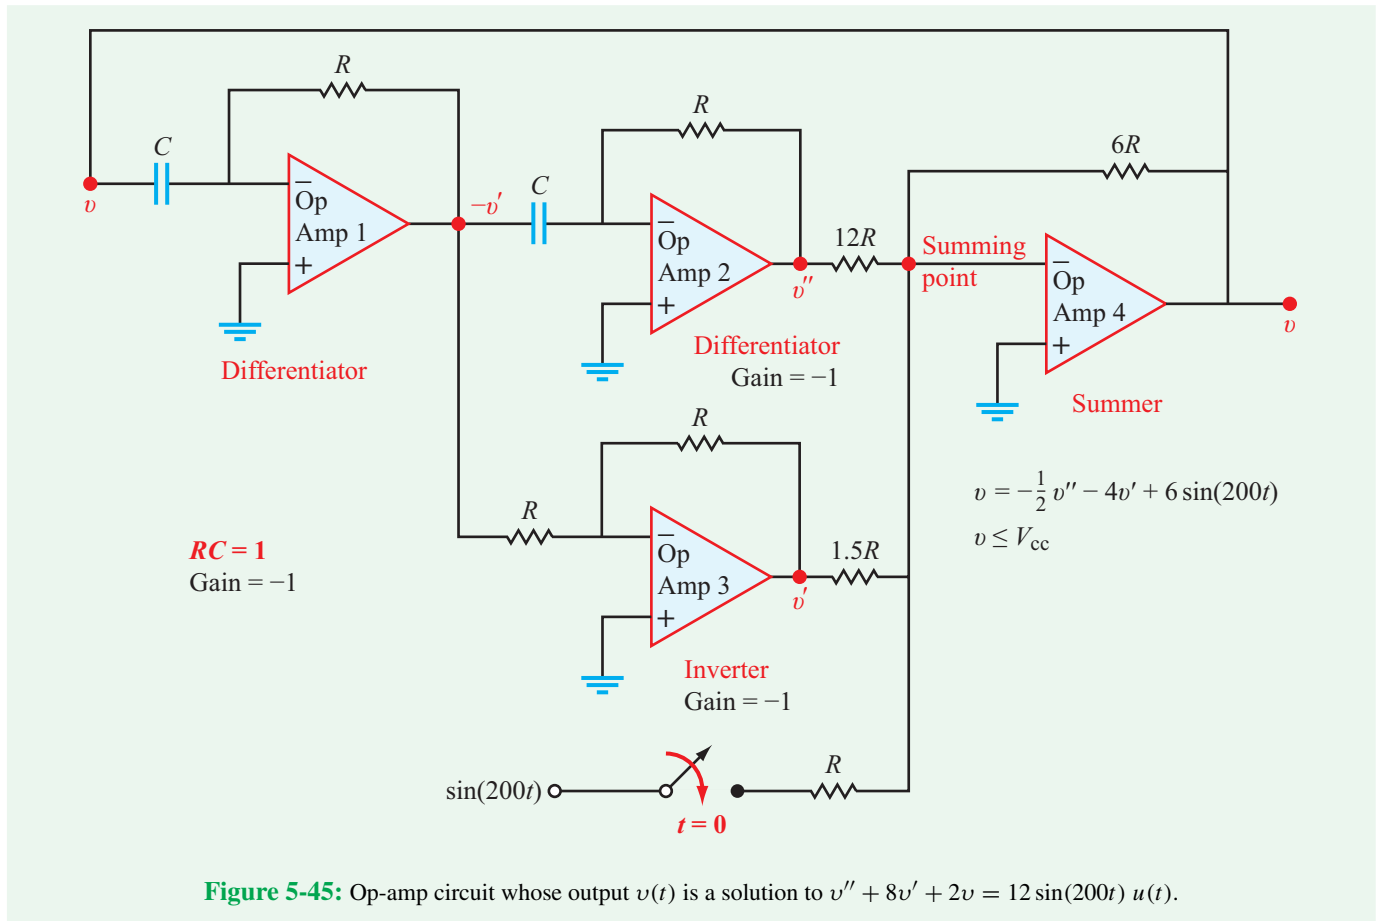 R
R
6R
C
C
−υ′
υ
−
Op
Amp 1
+
−
Op
Amp 2
+
12R
υ″
Summing
point
−
Op
Amp 4
+
υ
Differentiator
Differentiator
Gain = −1
Summer
R
υ = −1/2 υ″ − 4υ′ + 6 sin(200t)
υ ≤ Vcc
R
RC = 1
Gain = −1
−
Op
Amp 3
+
1.5R
υ′
Inverter
Gain = −1
sin(200t)
t = 0
R
Figure 5-45: Op-amp circuit whose output υ(t) is a solution to υ″ + 8υ′ + 2υ = 12 sin(200t) u(t).